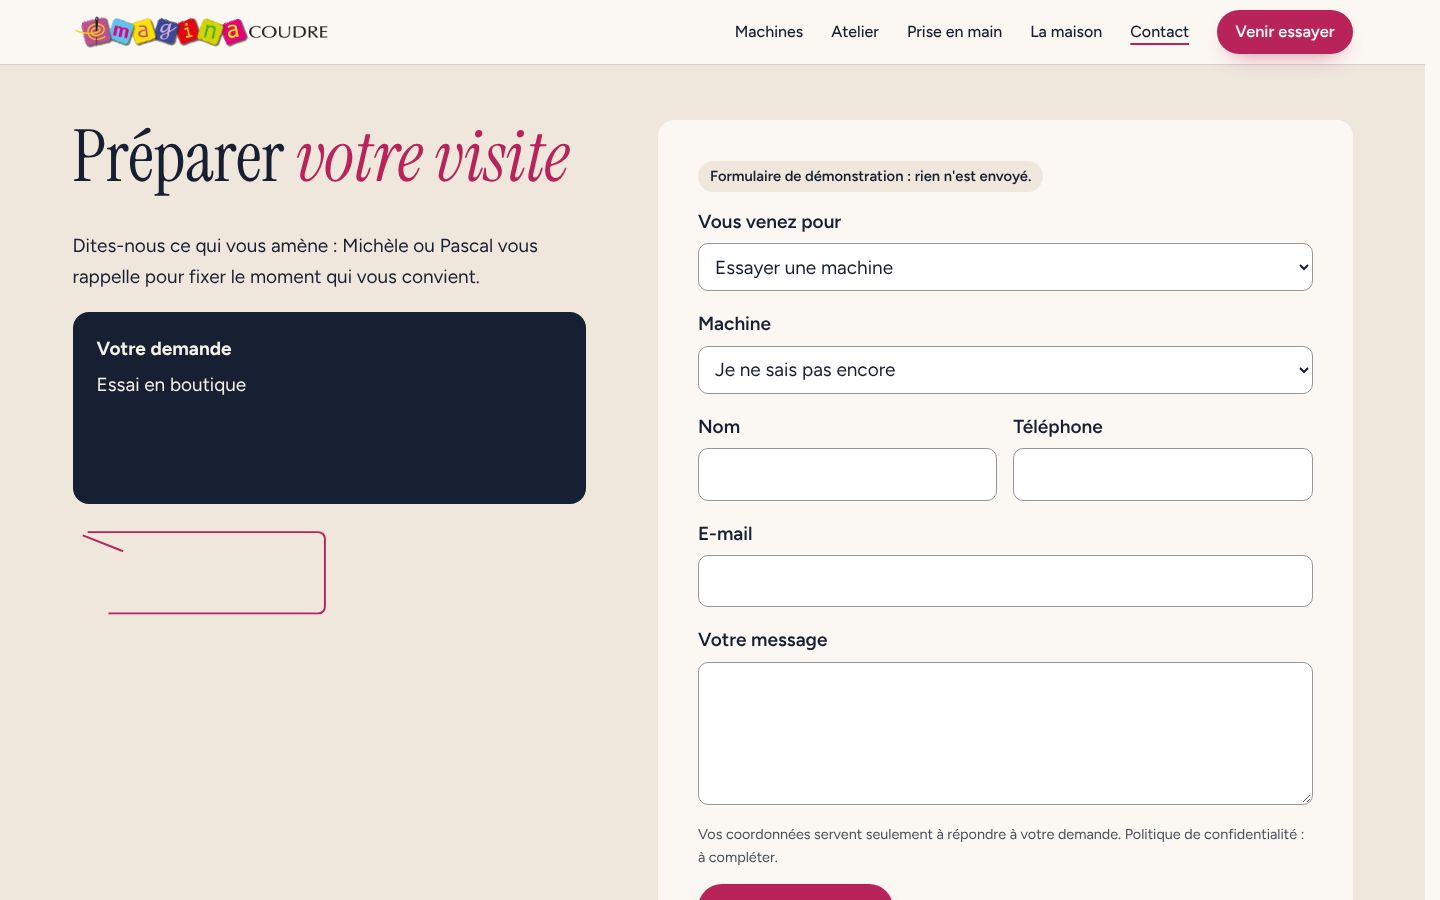 imagina COUDRE
Machines
Atelier
Prise en main
La maison
Contact
Venir essayer
Préparer votre visite
Dites-nous ce qui vous amène : Michèle ou Pascal vous
rappelle pour fixer le moment qui vous convient.
Votre demande
Essai en boutique
Formulaire de démonstration : rien n'est envoyé.
Vous venez pour
Essayer une machine
Machine
Je ne sais pas encore
Nom
Téléphone
E-mail
Votre message
Vos coordonnées servent seulement à répondre à votre demande. Politique de confidentialité :
à compléter.